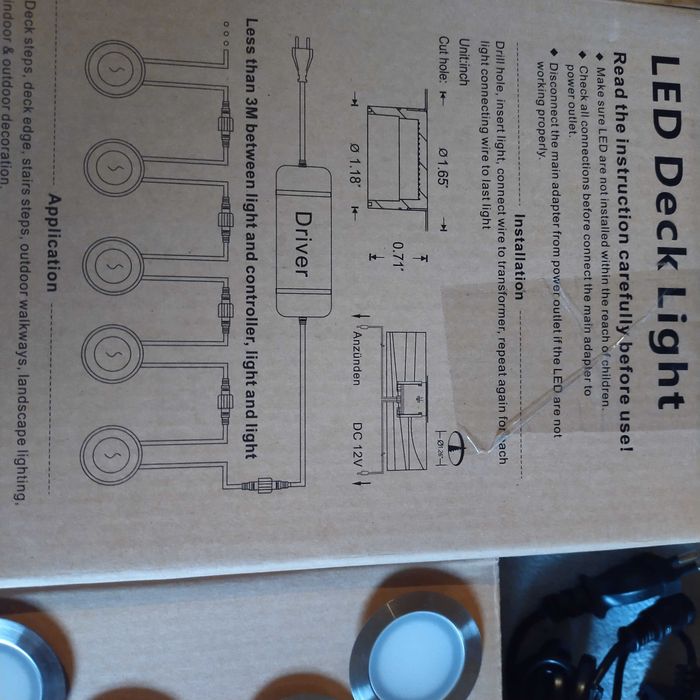 LED Deck Light
Read the instruction carefully before use!
◆ Make sure LED are not installed within the reach of children.
◆ Check all connections before connect the main adapter to
power outlet.
◆ Disconnect the main adapter from power outlet if the LED are not
working properly.
Installation
Drill hole, insert light, connect wire to transformer, repeat again for each
light connecting wire to last light
Unit:inch
Cut hole:
Ø 1.65"
0.71"
Ø 1.18"
Anzünden
DC 12V
Driver
Less than 3M between light and controller, light and light
Application
Deck steps, deck edge, stairs steps, outdoor walkways, landscape lighting,
indoor & outdoor decoration,